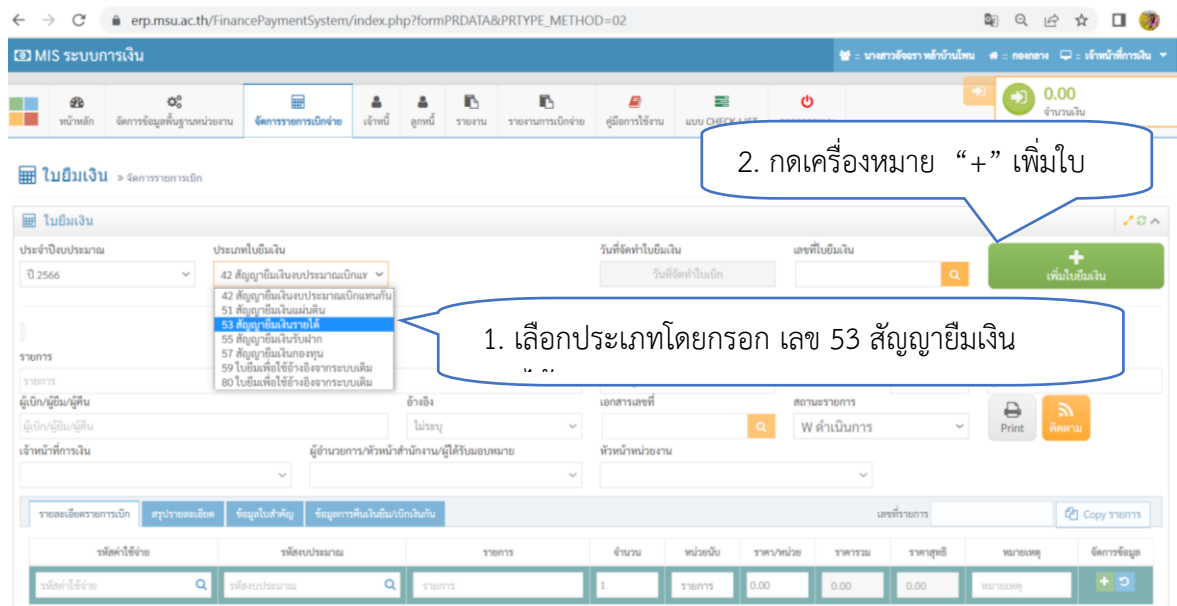 erp.msu.ac.th/FinancePaymentSystem/index.php?formPRDATA&PRTYPE_METHOD=02
MIS ระบบการเงิน
:: นางสาวอัจฉรา หล้าบ้านโพน :: กองกลาง :: เจ้าหน้าที่การเงิน
หน้าหลัก จัดการข้อมูลพื้นฐานหน่วยงาน จัดการรายการเบิกจ่าย เจ้าหนี้ ลูกหนี้ รายงาน รายงานการเบิกจ่าย คู่มือการใช้งาน แบบ CHECK LIST
0.00
จำนวนเงิน
2. กดเครื่องหมาย “+” เพิ่มใบ
ใบยืมเงิน » จัดการรายการเบิก
ใบยืมเงิน
ประจำปีงบประมาณ ประเภทใบยืมเงิน วันที่จัดทำใบยืมเงิน เลขที่ใบยืมเงิน
ปี 2566 42 สัญญายืมเงินงบประมาณเบิกแท วันที่จัดทำใบเบิก + เพิ่มใบยืมเงิน
42 สัญญายืมเงินงบประมาณเบิกแทนกัน
51 สัญญายืมเงินแผ่นดิน
53 สัญญายืมเงินรายได้
55 สัญญายืมเงินรับฝาก
57 สัญญายืมเงินกองทุน
59 ใบยืมเพื่อใช้อ้างอิงจากระบบเดิม
80 ใบยืมเพื่อใช้อ้างอิงจากระบบเดิม
1. เลือกประเภทโดยกรอก เลข 53 สัญญายืมเงิน
รายการ
รายการ
ผู้เบิก/ผู้ยืม/ผู้คืน อ้างอิง เอกสารเลขที่ สถานะรายการ
ผู้เบิก/ผู้ยืม/ผู้คืน ไม่ระบุ W ดำเนินการ Print ติดตาม
เจ้าหน้าที่การเงิน ผู้อำนวยการ/หัวหน้าสำนักงาน/ผู้ได้รับมอบหมาย หัวหน้าหน่วยงาน
รายละเอียดรายการเบิก สรุปรายละเอียด ข้อมูลใบสำคัญ ข้อมูลการคืนเงินยืม/เบิกเงินกัน เลขที่รายการ Copy รายการ
รหัสค่าใช้จ่าย รหัสงบประมาณ รายการ จำนวน หน่วยนับ ราคา/หน่วย ราคารวม ราคาสุทธิ หมายเหตุ จัดการข้อมูล
รหัสค่าใช้จ่าย รหัสงบประมาณ รายการ 1 รายการ 0.00 0.00 0.00 หมายเหตุ +